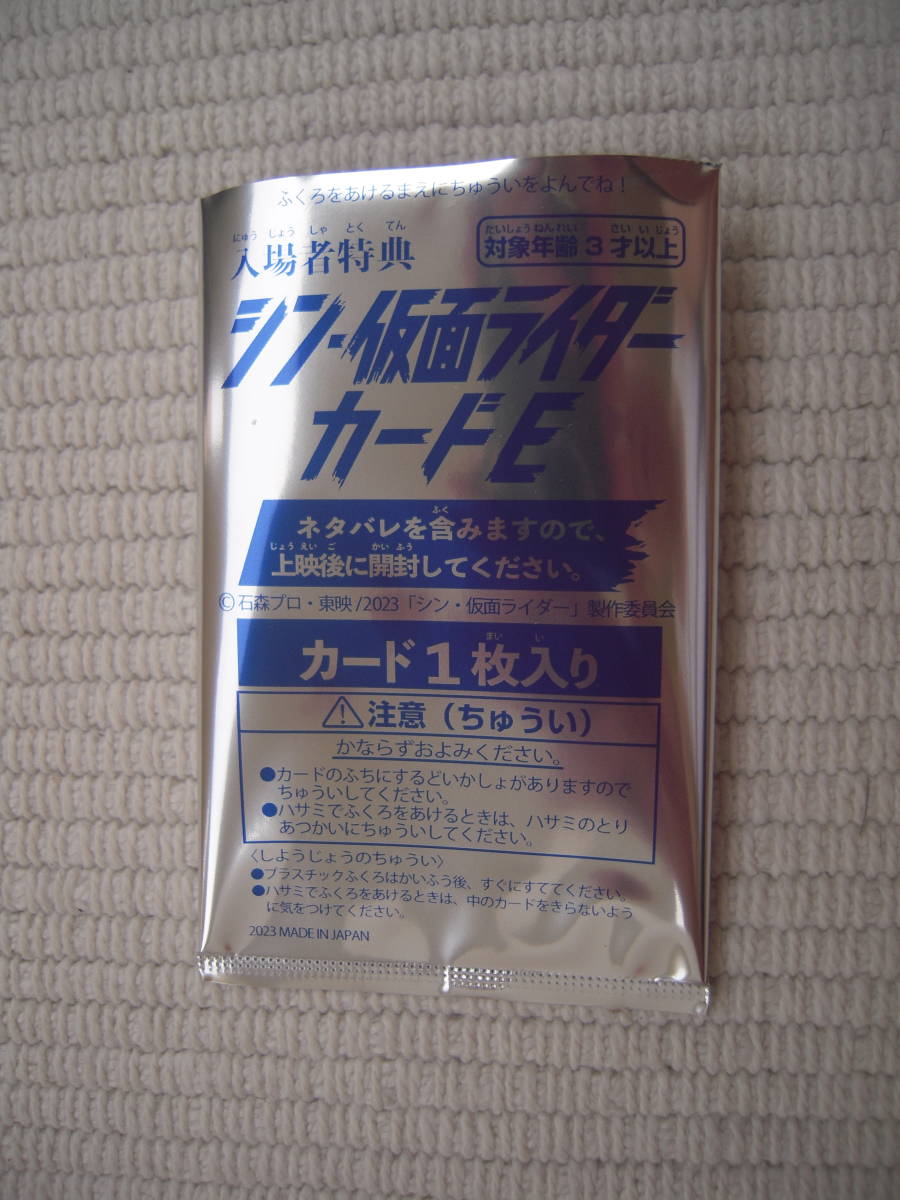 ふくろをあけるまえにちゅういをよんでね！
にゅう じょう しゃ とく てん
入場者特典
たいしょう ねん れい さい い じょう
対象年齢3才以上
シン・仮面ライダー
カードE
ふく
ネタバレを含みますので、
じょう えい ご かい ふう
上映後に開封してください。
©石森プロ・東映/2023「シン・仮面ライダー」製作委員会
まい い
カード1枚入り
⚠注意（ちゅうい）
かならずおよみください。
●カードのふちにするどいかしょがありますので
ちゅういしてください。
●ハサミでふくろをあけるときは、ハサミのとり
あつかいにちゅういしてください。
〈しようじょうのちゅうい〉
●プラスチックふくろはかいふう後、すぐにすててください。
●ハサミでふくろをあけるときは、中のカードをきらないよう
に気をつけてください。
2023 MADE IN JAPAN